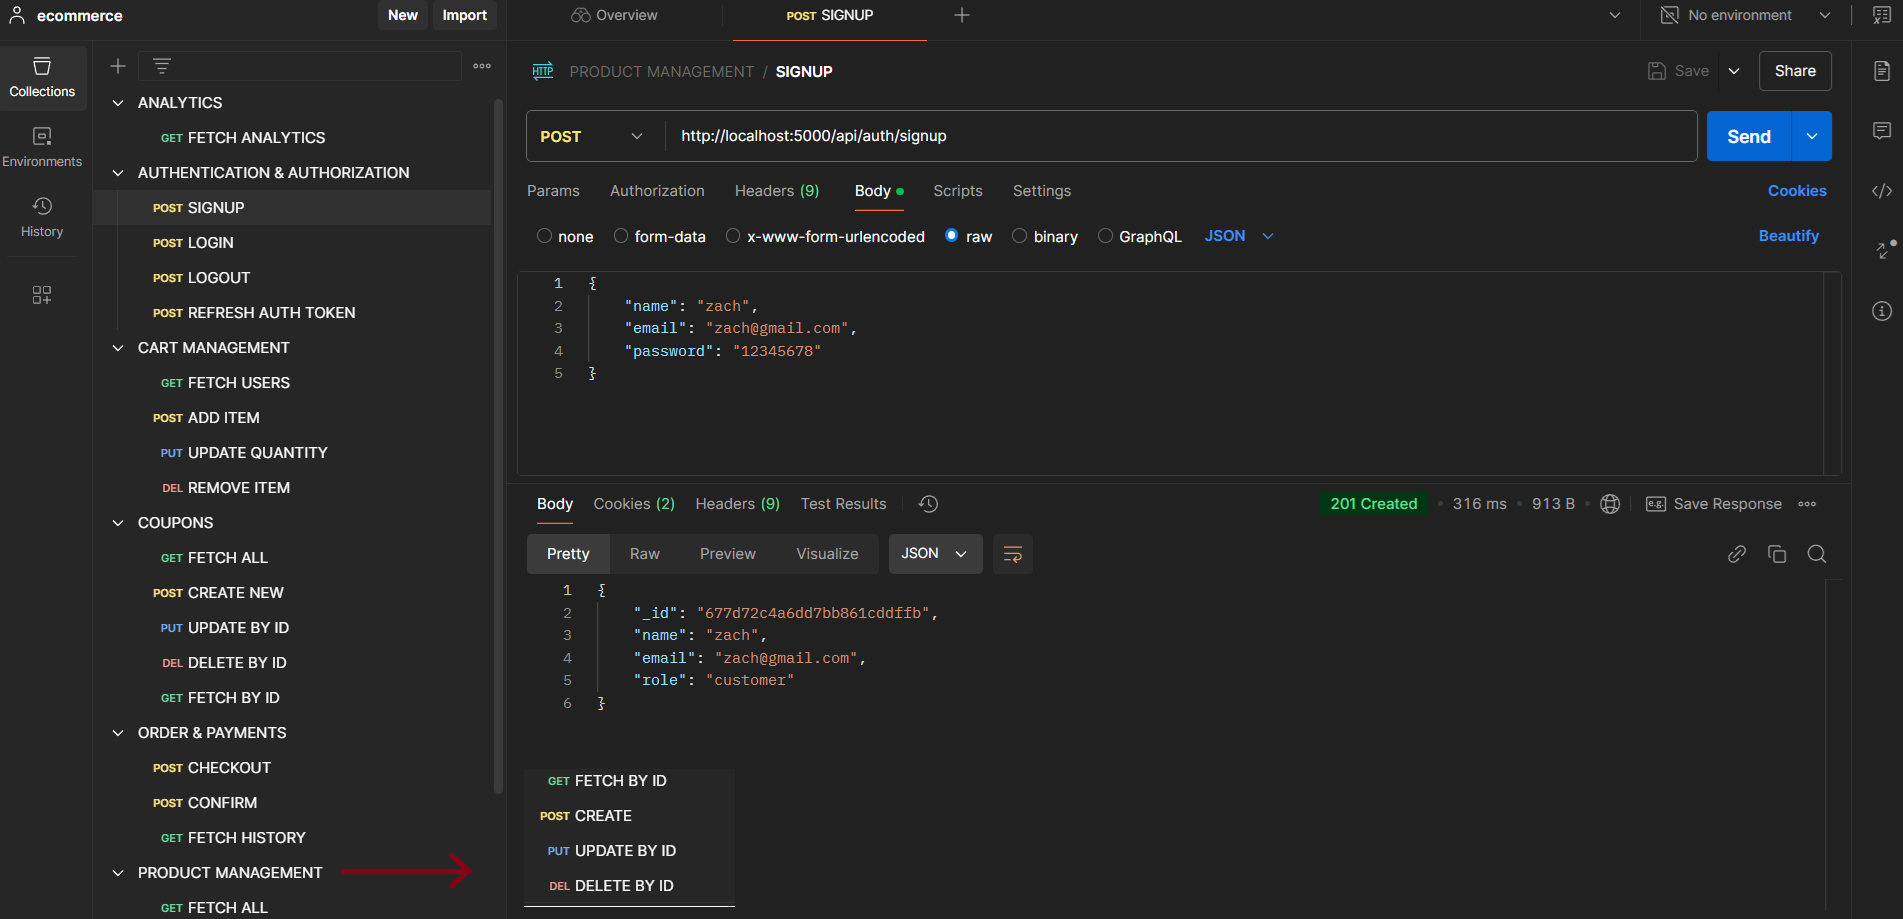 ecommerce
New Import
Overview
POST SIGNUP
No environment
Collections
Environments
History
ANALYTICS
GET FETCH ANALYTICS
AUTHENTICATION & AUTHORIZATION
POST SIGNUP
POST LOGIN
POST LOGOUT
POST REFRESH AUTH TOKEN
CART MANAGEMENT
GET FETCH USERS
POST ADD ITEM
PUT UPDATE QUANTITY
DEL REMOVE ITEM
COUPONS
GET FETCH ALL
POST CREATE NEW
PUT UPDATE BY ID
DEL DELETE BY ID
GET FETCH BY ID
ORDER & PAYMENTS
POST CHECKOUT
POST CONFIRM
GET FETCH HISTORY
PRODUCT MANAGEMENT
GET FETCH ALL
HTTP PRODUCT MANAGEMENT / SIGNUP
Save Share
POST http://localhost:5000/api/auth/signup Send
Params Authorization Headers (9) Body Scripts Settings Cookies
none form-data x-www-form-urlencoded raw binary GraphQL JSON Beautify
1 {
2 "name": "zach",
3 "email": "zach@gmail.com",
4 "password": "12345678"
5 }
Body Cookies (2) Headers (9) Test Results 201 Created • 316 ms • 913 B • e.g. Save Response
Pretty Raw Preview Visualize JSON
1 {
2 "_id": "677d72c4a6dd7bb861cddffb",
3 "name": "zach",
4 "email": "zach@gmail.com",
5 "role": "customer"
6 }
GET FETCH BY ID
POST CREATE
PUT UPDATE BY ID
DEL DELETE BY ID